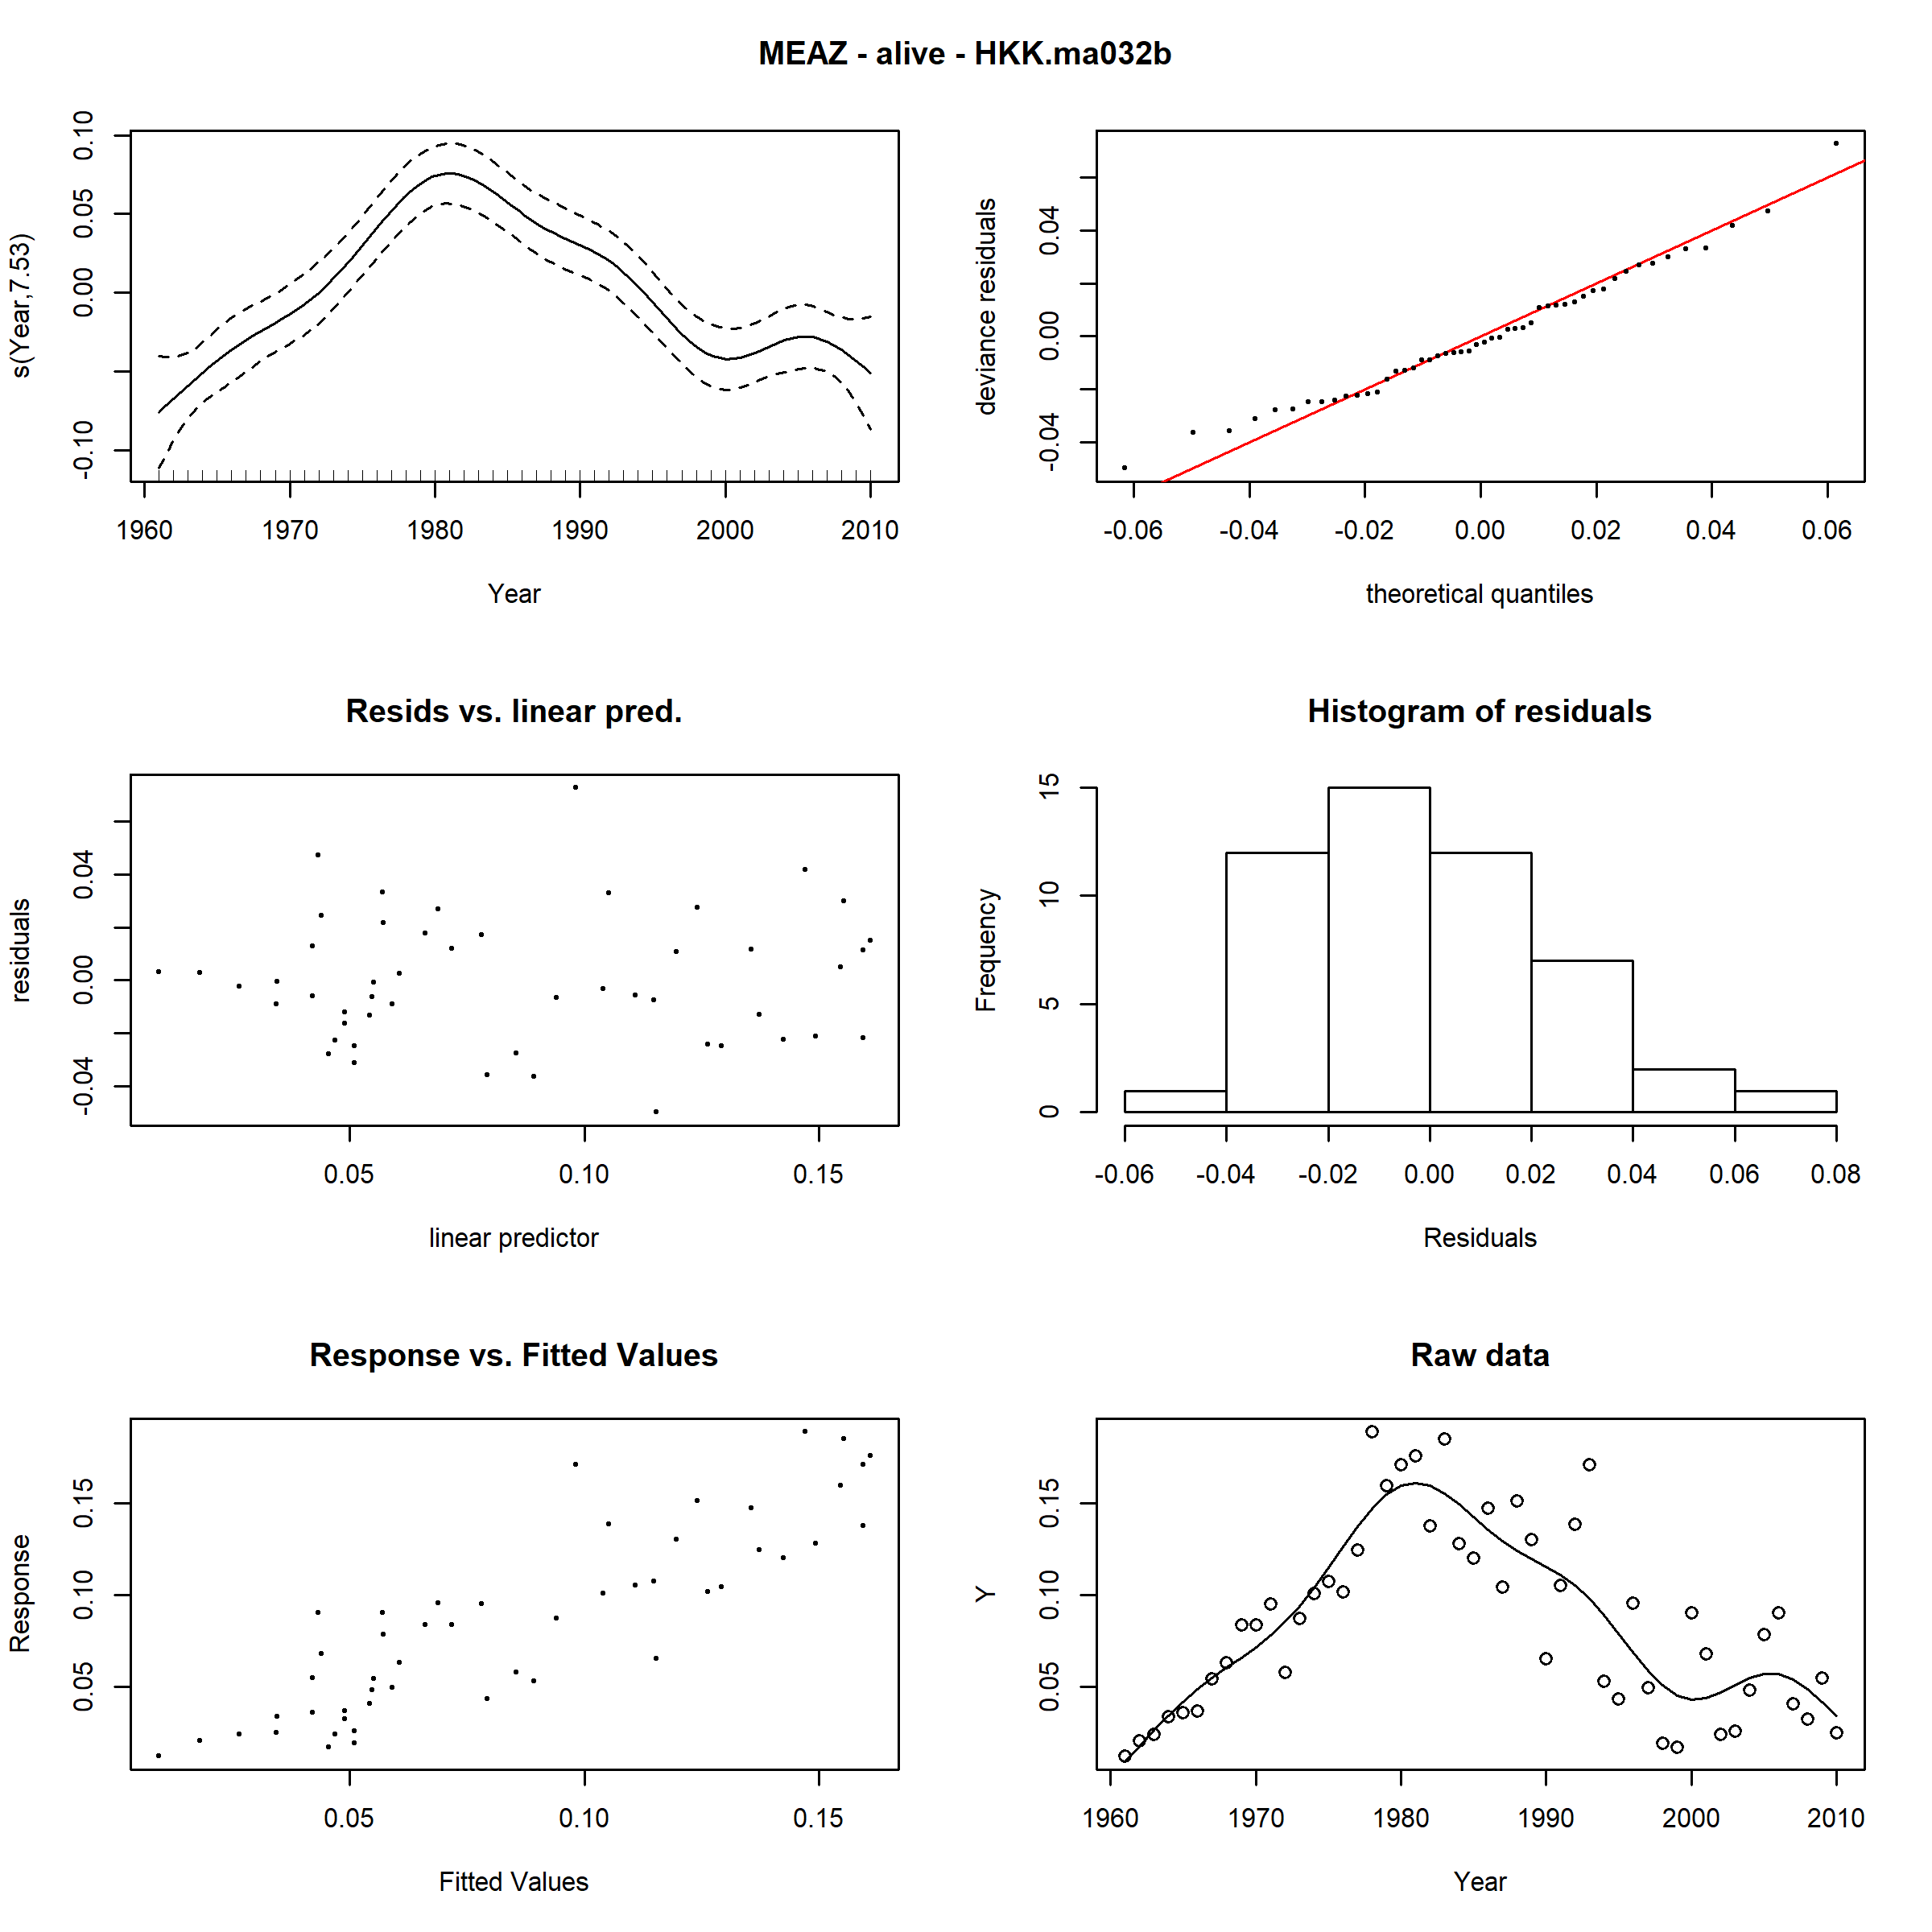 MEAZ - alive - HKK.ma032b
s(Year,7.53)
-0.10 0.00 0.05 0.10
1960 1970 1980 1990 2000 2010
Year
deviance residuals
-0.04 0.00 0.04
-0.06 -0.04 -0.02 0.00 0.02 0.04 0.06
theoretical quantiles
Resids vs. linear pred.
residuals
-0.04 0.00 0.04
0.05 0.10 0.15
linear predictor
Histogram of residuals
Frequency
0 5 10 15
-0.06 -0.04 -0.02 0.00 0.02 0.04 0.06 0.08
Residuals
Response vs. Fitted Values
Response
0.05 0.10 0.15
0.05 0.10 0.15
Fitted Values
Raw data
Y
0.05 0.10 0.15
1960 1970 1980 1990 2000 2010
Year